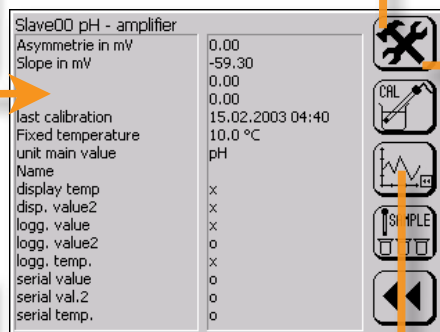 Slave00 pH - amplifier
Asymmetrie in mV 0.00
Slope in mV -59.30
0.00
0.00
last calibration 15.02.2003 04:40
Fixed temperature 10.0 °C
unit main value pH
Name
display temp x
disp. value2 x
logg. value x
logg. value2 o
logg. temp. x
serial value o
serial val.2 o
serial temp. o
CAL
SAMPLE